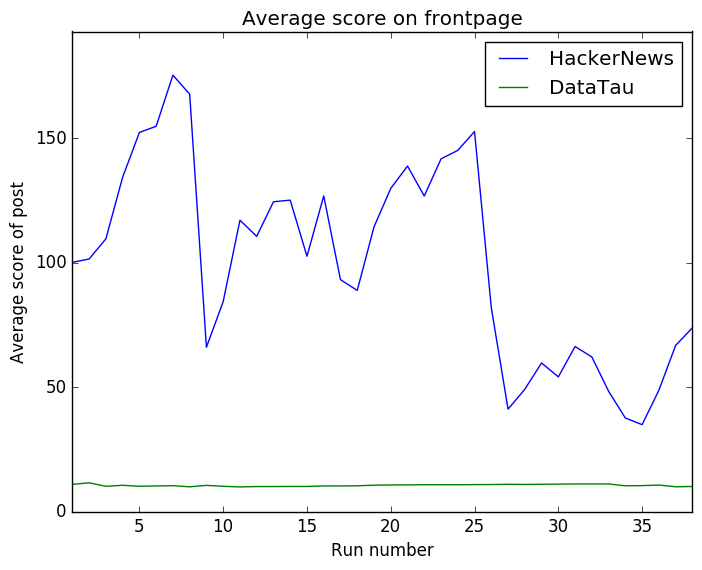 Average score on frontpage
HackerNews
DataTau
Average score of post
150
100
50
0
5 10 15 20 25 30 35
Run number